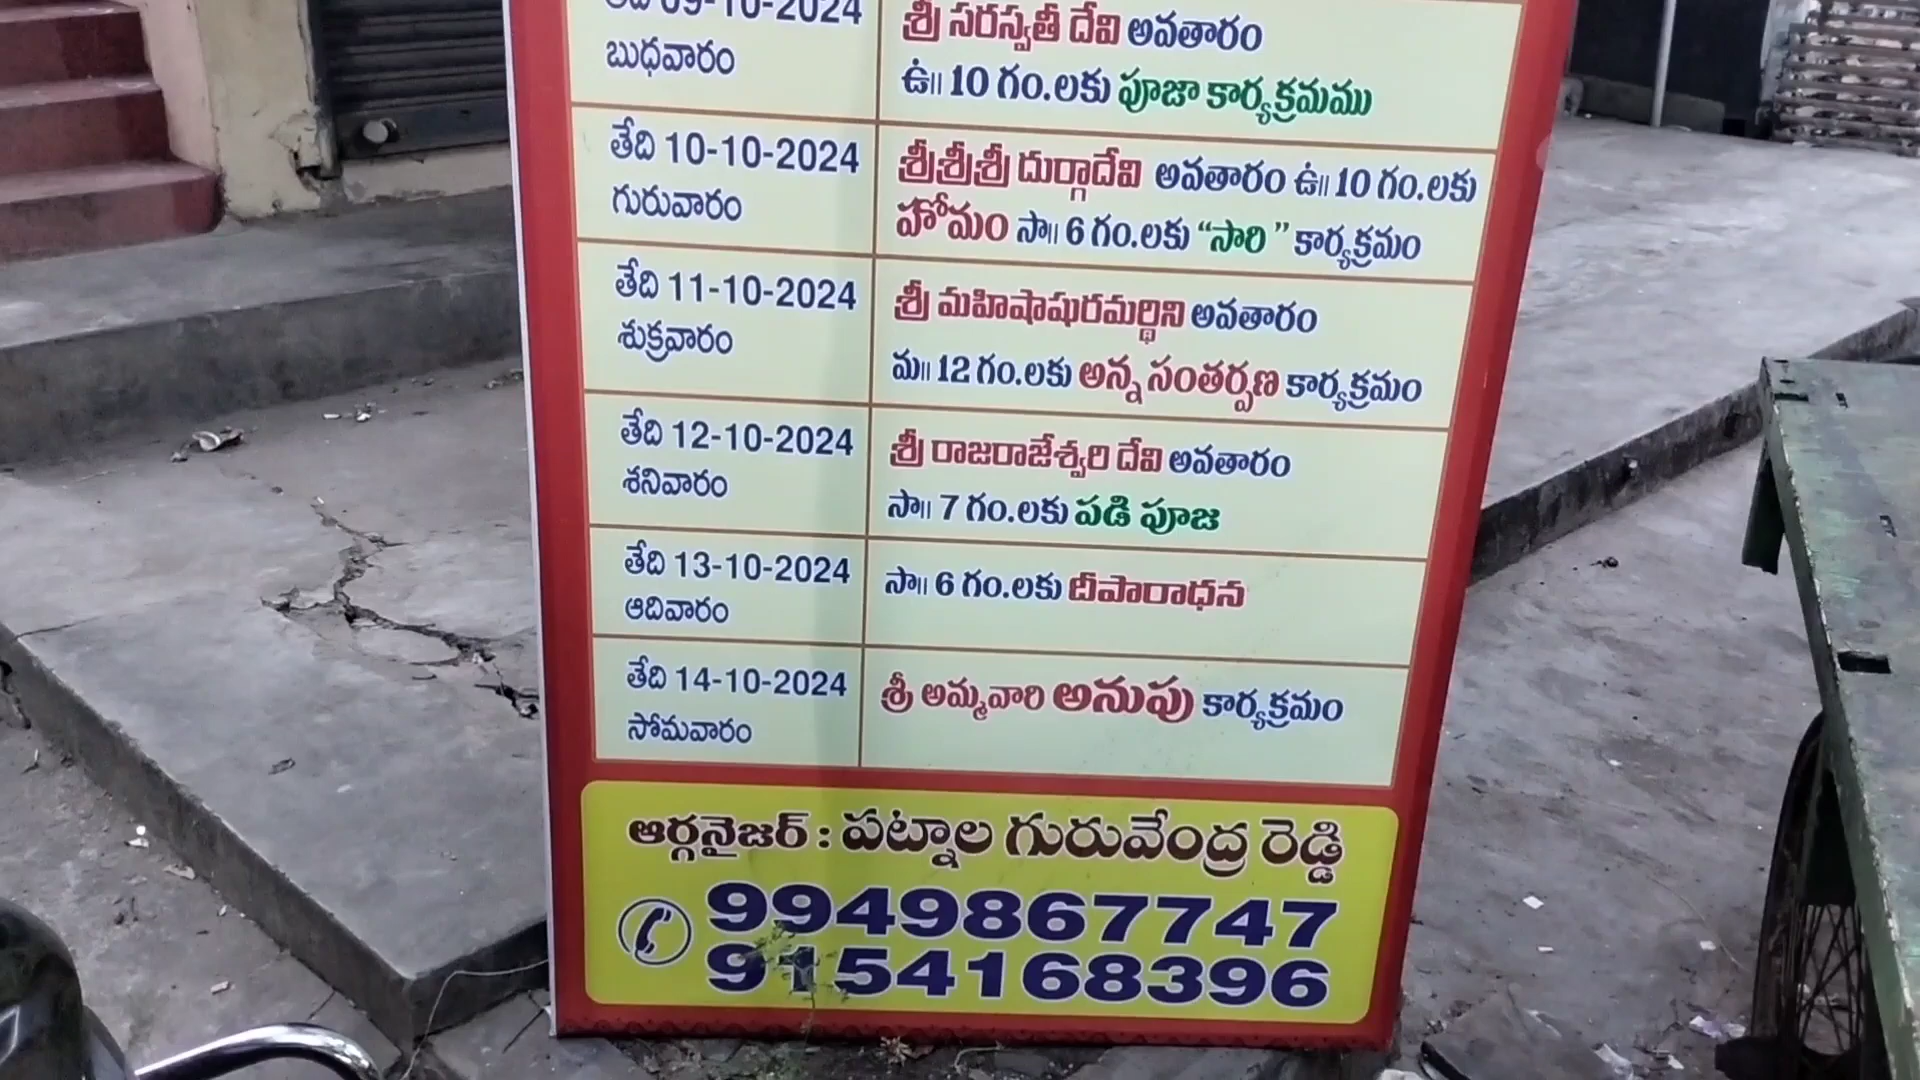 తేది 09-10-2024
బుధవారం
శ్రీ సరస్వతీ దేవి అవతారం
ఉ॥ 10 గం.లకు పూజా కార్యక్రమము
తేది 10-10-2024
గురువారం
శ్రీశ్రీశ్రీ దుర్గాదేవి అవతారం ఉ॥ 10 గం.లకు
హోమం సా॥ 6 గం.లకు “సారి” కార్యక్రమం
తేది 11-10-2024
శుక్రవారం
శ్రీ మహిషాషురమర్ధిని అవతారం
మ॥ 12 గం.లకు అన్న సంతర్పణ కార్యక్రమం
తేది 12-10-2024
శనివారం
శ్రీ రాజరాజేశ్వరి దేవి అవతారం
సా॥ 7 గం.లకు పడి పూజ
తేది 13-10-2024
ఆదివారం
సా॥ 6 గం.లకు దీపారాధన
తేది 14-10-2024
సోమవారం
శ్రీ అమ్మవారి అనుపు కార్యక్రమం
ఆర్గనైజర్ : పట్నాల గురువేంద్ర రెడ్డి
9949867747
9154168396